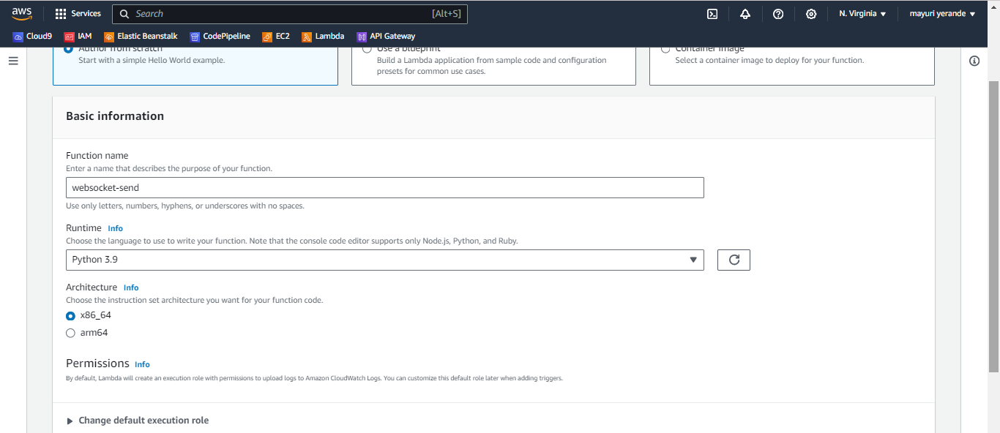 aws Services Search [Alt+S] N. Virginia mayuri yerande
Cloud9 IAM Elastic Beanstalk CodePipeline EC2 Lambda API Gateway
Author from scratch
Start with a simple Hello World example.
Use a blueprint
Build a Lambda application from sample code and configuration
presets for common use cases.
Container image
Select a container image to deploy for your function.
Basic information
Function name
Enter a name that describes the purpose of your function.
websocket-send
Use only letters, numbers, hyphens, or underscores with no spaces.
Runtime Info
Choose the language to use to write your function. Note that the console code editor supports only Node.js, Python, and Ruby.
Python 3.9
Architecture Info
Choose the instruction set architecture you want for your function code.
x86_64
arm64
Permissions Info
By default, Lambda will create an execution role with permissions to upload logs to Amazon CloudWatch Logs. You can customize this default role later when adding triggers.
Change default execution role